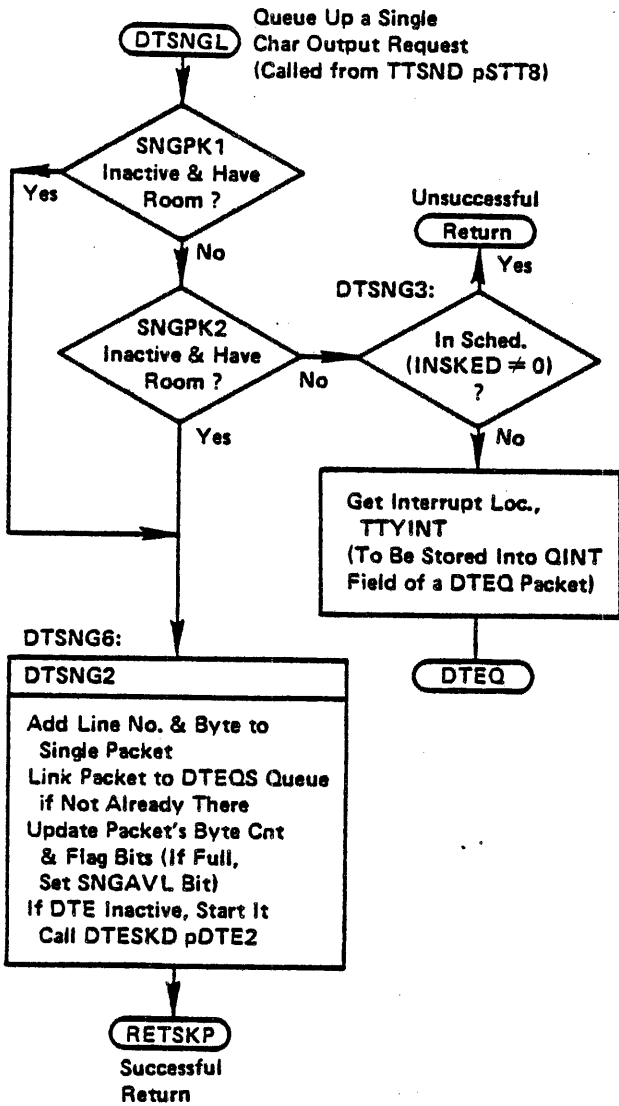 Queue Up a Single
DTSNGL
Char Output Request
(Called from TTSND pSTT8)
SNGPK1
Inactive & Have
Room ?
Yes
No
Unsuccessful
Return
Yes
DTSNG3:
SNGPK2
Inactive & Have
Room ?
No
In Sched.
(INSKED ≠ 0)
?
Yes
No
Get Interrupt Loc.,
TTYINT
(To Be Stored Into QINT
Field of a DTEQ Packet)
DTEQ
DTSNG6:
DTSNG2
Add Line No. & Byte to
Single Packet
Link Packet to DTEQS Queue
if Not Already There
Update Packet's Byte Cnt
& Flag Bits (If Full,
Set SNGAVL Bit)
If DTE Inactive, Start It
Call DTESKD pDTE2
RETSKP
Successful
Return